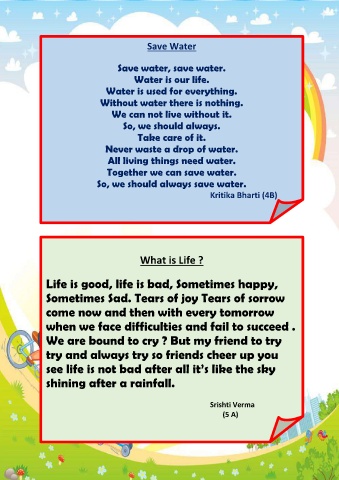 Save Water
Save water, save water.
Water is our life.
Water is used for everything.
Without water there is nothing.
We can not live without it.
So, we should always.
Take care of it.
Never waste a drop of water.
All living things need water.
Together we can save water.
So, we should always save water.
Kritika Bharti (4B)
What is Life ?
Life is good, life is bad, Sometimes happy,
Sometimes Sad. Tears of joy Tears of sorrow
come now and then with every tomorrow
when we face difficulties and fail to succeed .
We are bound to cry ? But my friend to try
try and always try so friends cheer up you
see life is not bad after all it's like the sky
shining after a rainfall.
Srishti Verma
(5 A)